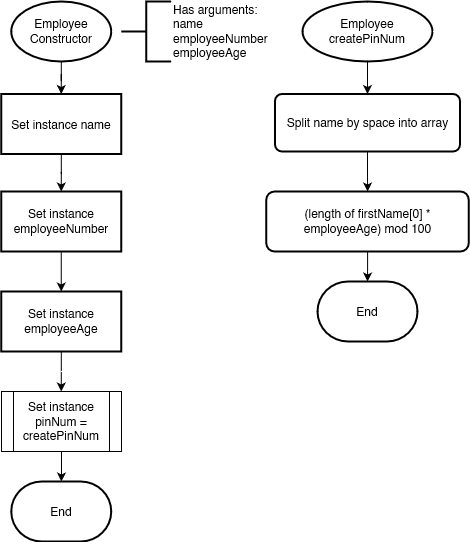 Employee
Constructor
Has arguments:
name
employeeNumber
employeeAge
Set instance name
Set instance
employeeNumber
Set instance
employeeAge
Set instance
pinNum =
createPinNum
End
Employee
createPinNum
Split name by space into array
(length of firstName[0] *
employeeAge) mod 100
End